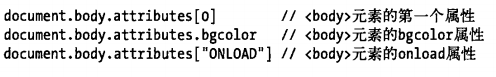 document.body.attributes[0] // <body>元素的第一个属性
document.body.attributes.bgcolor // <body>元素的bgcolor属性
document.body.attributes["ONLOAD"] // <body>元素的onload属性